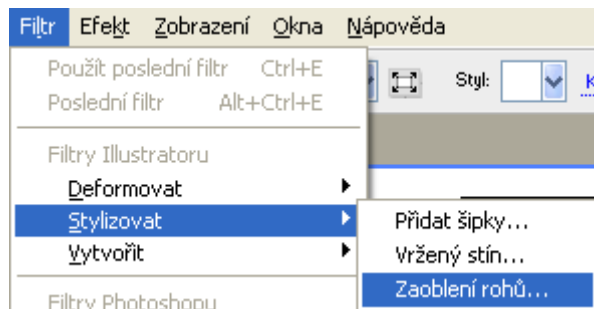 Filtr Efekt Zobrazení Okna Nápověda
Použít poslední filtr Ctrl+E
Poslední filtr Alt+Ctrl+E
Styl:
Filtry Illustratoru
Deformovat
Stylizovat
Vytvořit
Přidat šipky...
Vržený stín...
Zaoblení rohů...
Filtry Photoshopu